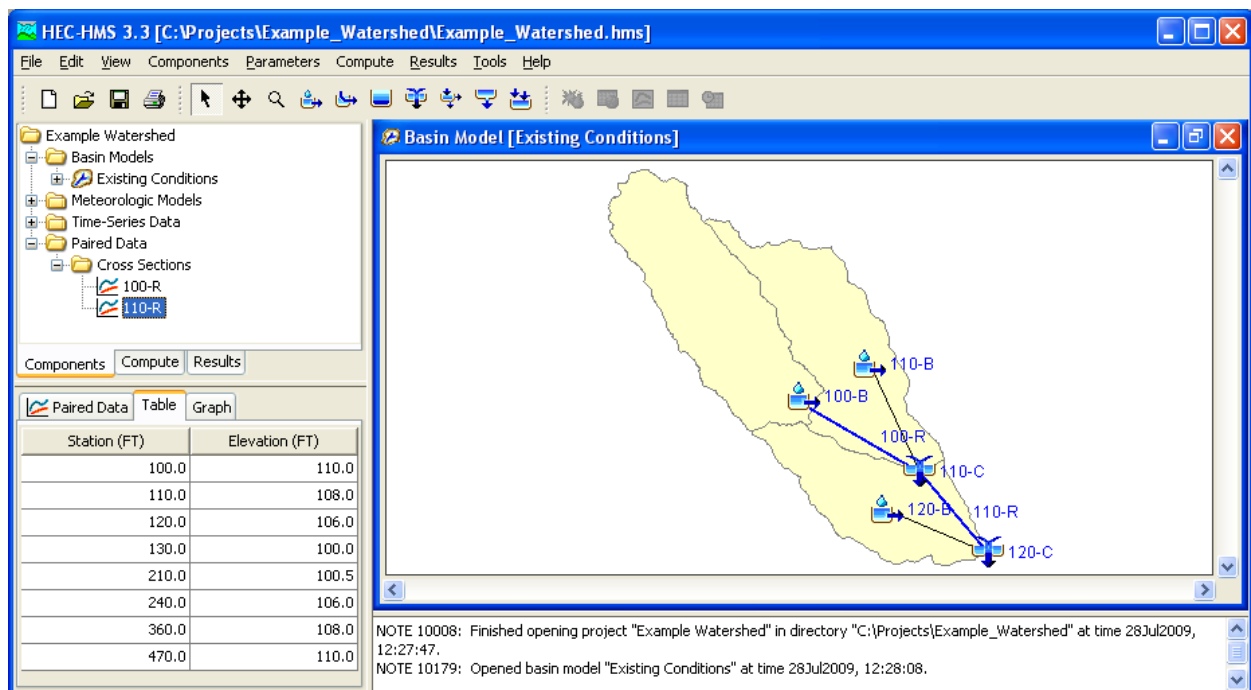 HEC-HMS 3.3 [C:\Projects\Example_Watershed\Example_Watershed.hms]
File Edit View Components Parameters Compute Results Tools Help
Example Watershed
Basin Models
Existing Conditions
Meteorologic Models
Time-Series Data
Paired Data
Cross Sections
100-R
110-R
Components Compute Results
Paired Data Table Graph
Station (FT) Elevation (FT)
100.0 110.0
110.0 108.0
120.0 106.0
130.0 100.0
210.0 100.5
240.0 106.0
360.0 108.0
470.0 110.0
Basin Model [Existing Conditions]
110-B
100-B
100-R
110-C
120-B
110-R
120-C
NOTE 10008: Finished opening project "Example Watershed" in directory "C:\Projects\Example_Watershed" at time 28Jul2009,
12:27:47.
NOTE 10179: Opened basin model "Existing Conditions" at time 28Jul2009, 12:28:08.